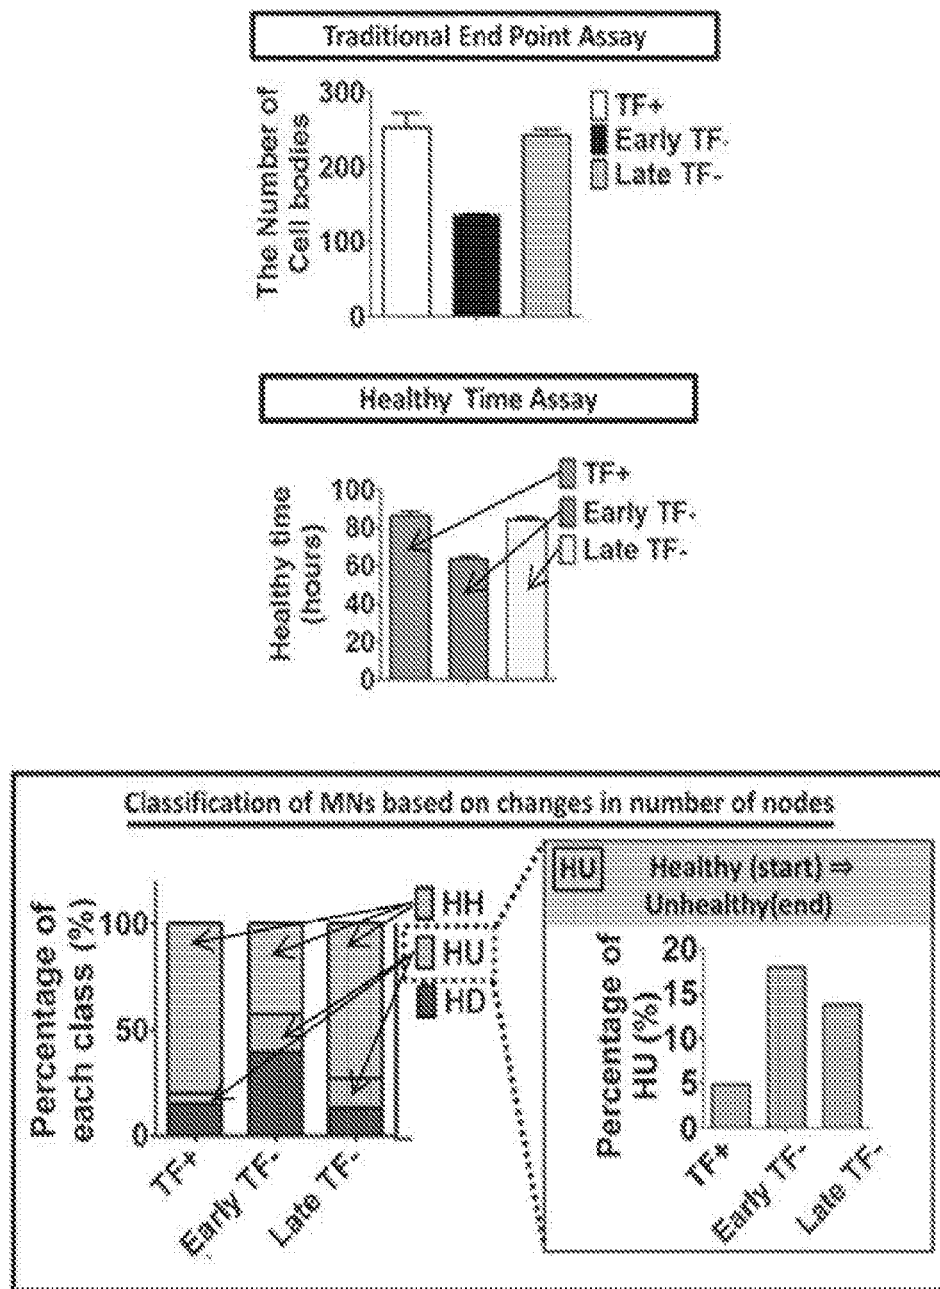 Traditional End Point Assay
The Number of
Cell bodies
300
200
100
0
TF+
Early TF-
Late TF-
Healthy Time Assay
Healthy time
(hours)
100
80
60
40
20
0
TF+
Early TF-
Late TF-
Classification of MNs based on changes in number of nodes
Percentage of
each class (%)
100
50
0
TF+
Early TF-
Late TF-
HH
HU
HD
HU
Healthy (start) ⇒
Unhealthy(end)
Percentage of
HU (%)
20
15
10
5
0
TF+
Early TF-
Late TF-